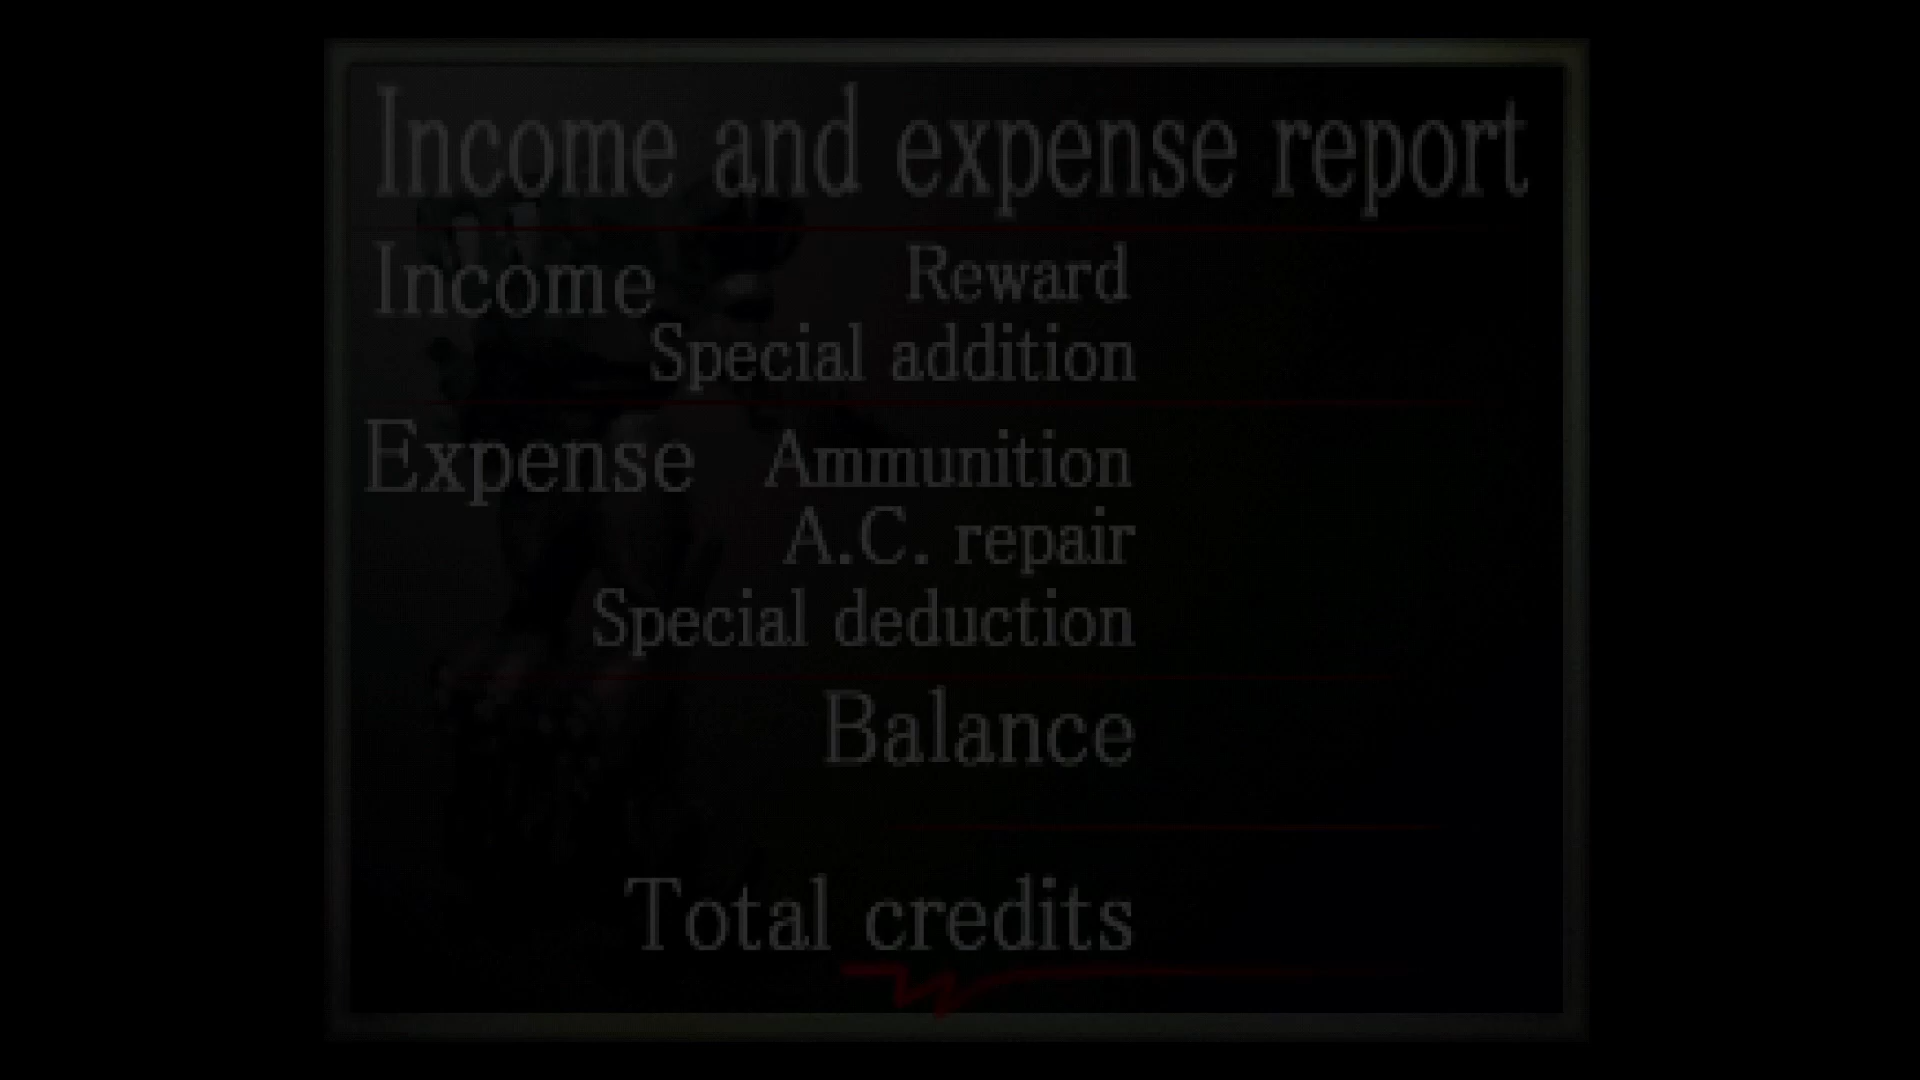 Income and expense report
Income Reward
Special addition
Expense Ammunition
A.C. repair
Special deduction
Balance
Total credits